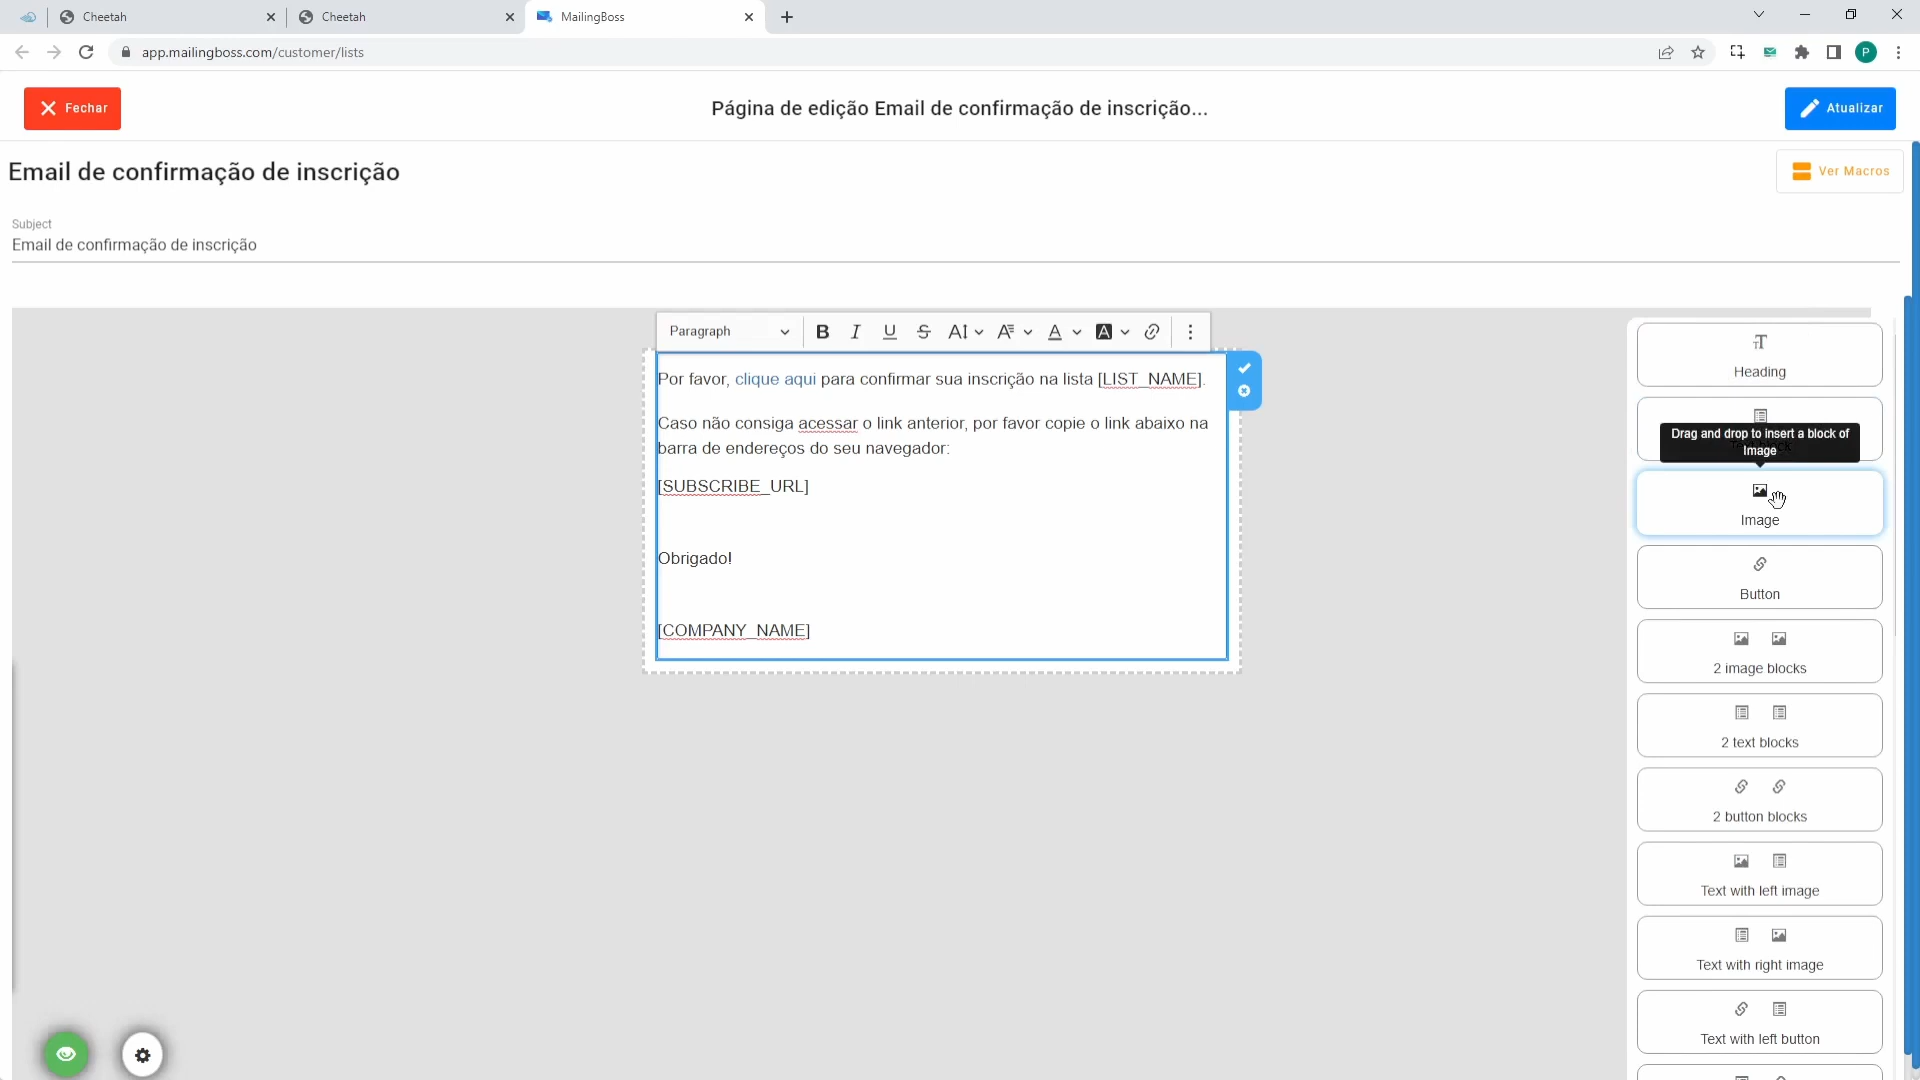 Cheetah
Cheetah
MailingBoss
app.mailingboss.com/customer/lists
P
Fechar
Página de edição Email de confirmação de inscrição...
Atualizar
Email de confirmação de inscrição
Ver Macros
Subject
Email de confirmação de inscrição
Paragraph
Por favor, clique aqui para confirmar sua inscrição na lista [LIST_NAME].
Caso não consiga acessar o link anterior, por favor copie o link abaixo na
barra de endereços do seu navegador:
[SUBSCRIBE_URL]
Obrigado!
[COMPANY_NAME]
Heading
Drag and drop to insert a block of
Image
Image
Button
2 image blocks
2 text blocks
2 button blocks
Text with left image
Text with right image
Text with left button